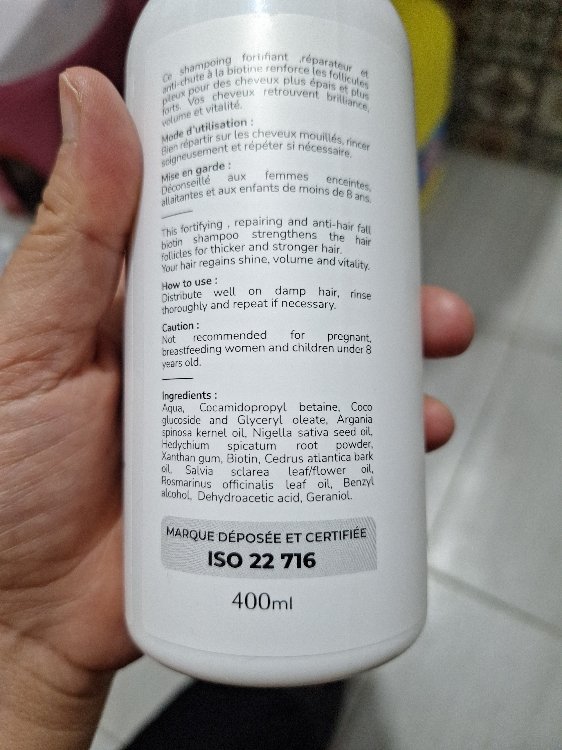 Ce shampoing fortifiant ,réparateur et
anti-chute à la biotine renforce les follicules
pileux pour des cheveux plus épais et plus
forts. Vos cheveux retrouvent brilliance,
volume et vitalité.
Mode d'utilisation :
Bien répartir sur les cheveux mouillés, rincer
soigneusement et répéter si nécessaire.
Mise en garde :
Déconseillé aux femmes enceintes,
allaitantes et aux enfants de moins de 8 ans.
This fortifying , repairing and anti-hair fall
biotin shampoo strengthens the hair
follicles for thicker and stronger hair.
Your hair regains shine, volume and vitality.
How to use :
Distribute well on damp hair, rinse
thoroughly and repeat if necessary.
Caution :
Not recommended for pregnant,
breastfeeding women and children under 8
years old.
Ingredients :
Aqua, Cocamidopropyl betaine, Coco
glucoside and Glyceryl oleate, Argania
spinosa kernel oil, Nigella sativa seed oil,
Hedychium spicatum root powder,
Xanthan gum, Biotin, Cedrus atlantica bark
oil, Salvia sclarea leaf/flower oil,
Rosmarinus officinalis leaf oil, Benzyl
alcohol, Dehydroacetic acid, Geraniol.
MARQUE DÉPOSÉE ET CERTIFIÉE
ISO 22 716
400ml